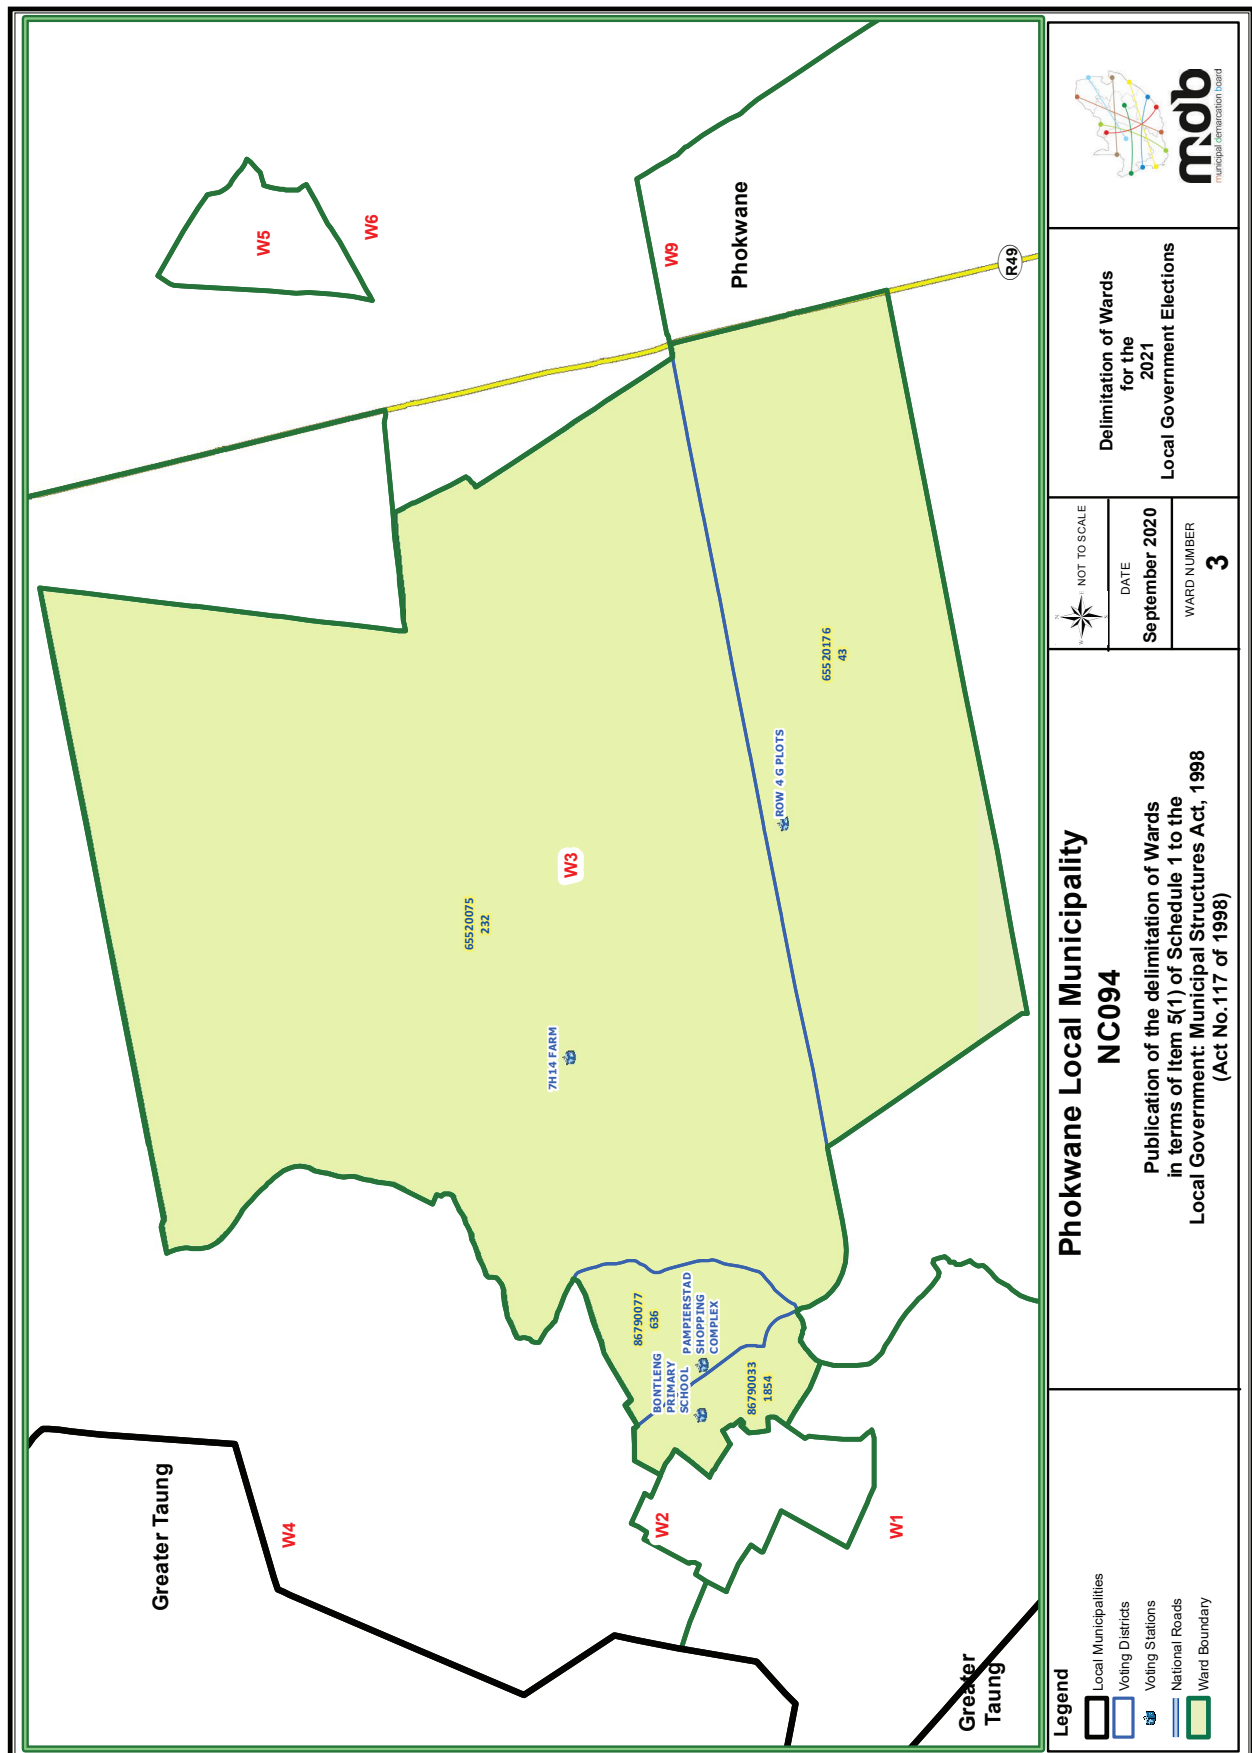 Greater Taung
W4
W2
W1
Greater
Taung
W5
W6
W9
Phokwane
R49
W3
65520075
232
7H14 FARM
65520176
43
ROW 4 G PLOTS
86790077
636
PAMPIERSTAD
SHOPPING
COMPLEX
BONTLENG
PRIMARY
SCHOOL
86790033
1854
Legend
Local Municipalities
Voting Districts
Voting Stations
National Roads
Ward Boundary
Phokwane Local Municipality
NC094
Publication of the delimitation of Wards
in terms of Item 5(1) of Schedule 1 to the
Local Government: Municipal Structures Act, 1998
(Act No.117 of 1998)
N
W
E
S
NOT TO SCALE
DATE
September 2020
WARD NUMBER
3
Delimitation of Wards
for the
2021
Local Government Elections
mdb
municipal demarcation board